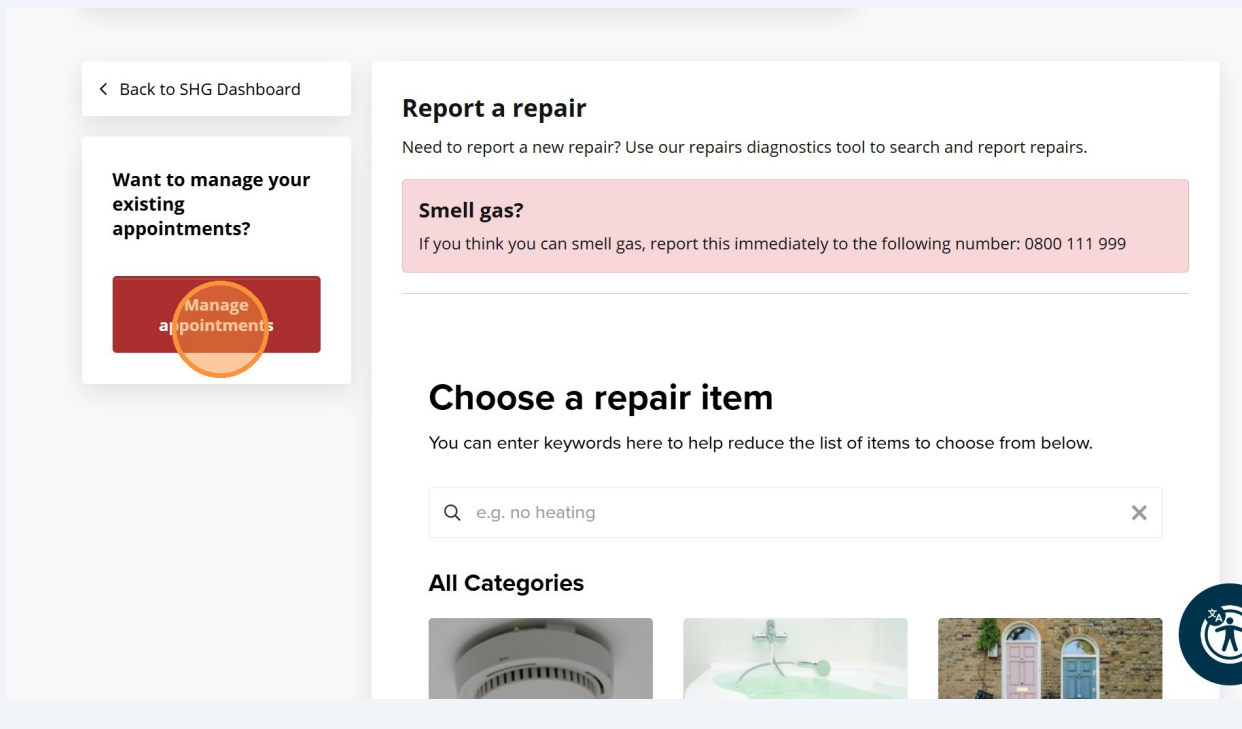 Back to SHG Dashboard
Want to manage your
existing
appointments?
Manage
appointments
Report a repair
Need to report a new repair? Use our repairs diagnostics tool to search and report repairs.
Smell gas?
If you think you can smell gas, report this immediately to the following number: 0800 111 999
Choose a repair item
You can enter keywords here to help reduce the list of items to choose from below.
e.g. no heating
All Categories
文A